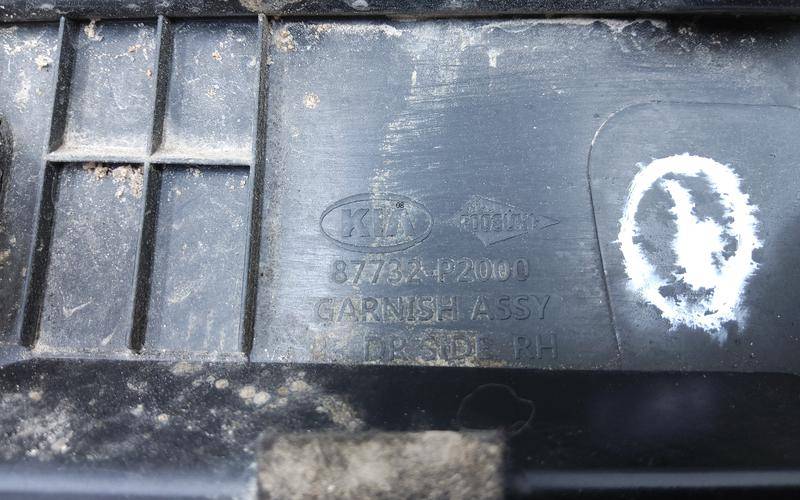 KIA
87732-P2000
GARNISH ASSY
DR SIDE RH